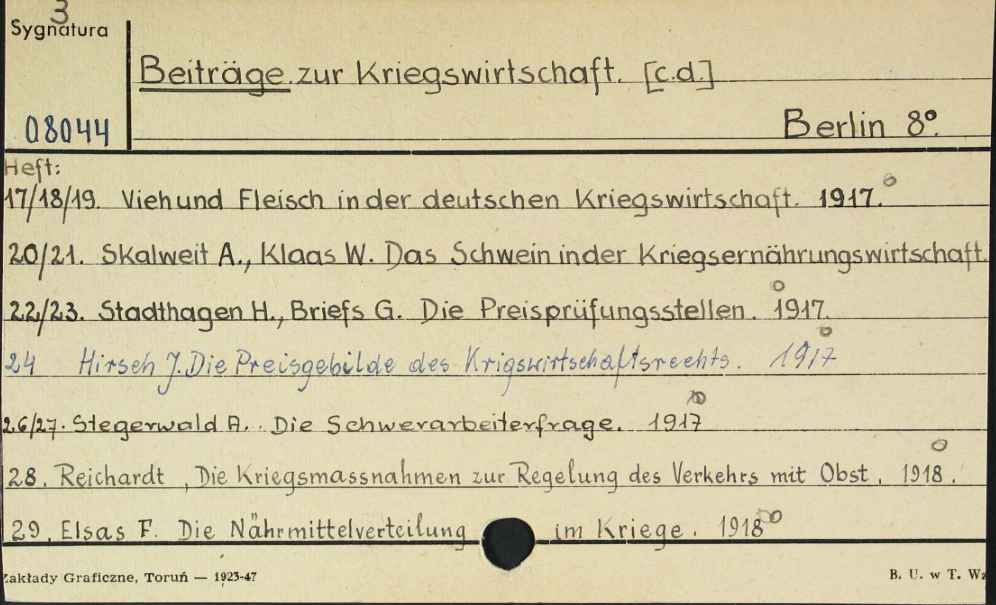 3
Sygnatura
Beiträge zur Kriegswirtschaft. [c.d.]
08044
Berlin 8°.
Heft:
17/18/19. Vieh und Fleisch in der deutschen Kriegswirtschaft. 1917.
20/21. Skalweit A., Klaas W. Das Schwein in der Kriegsernährungswirtschaft.
22/23. Stadthagen H., Briefs G. Die Preisprüfungsstellen. 1917.
24 Hirsch J. Die Preisgebilde des Krigswirtschaftsrechts. 1917
26/27. Stegerwald A. Die Schwerarbeiterfrage. 1917
28. Reichardt, Die Kriegsmassnahmen zur Regelung des Verkehrs mit Obst. 1918.
29. Elsas F. Die Nährmittelverteilung im Kriege. 1918
Zakłady Graficzne, Toruń — 1923-47
B. U. w T. Wz